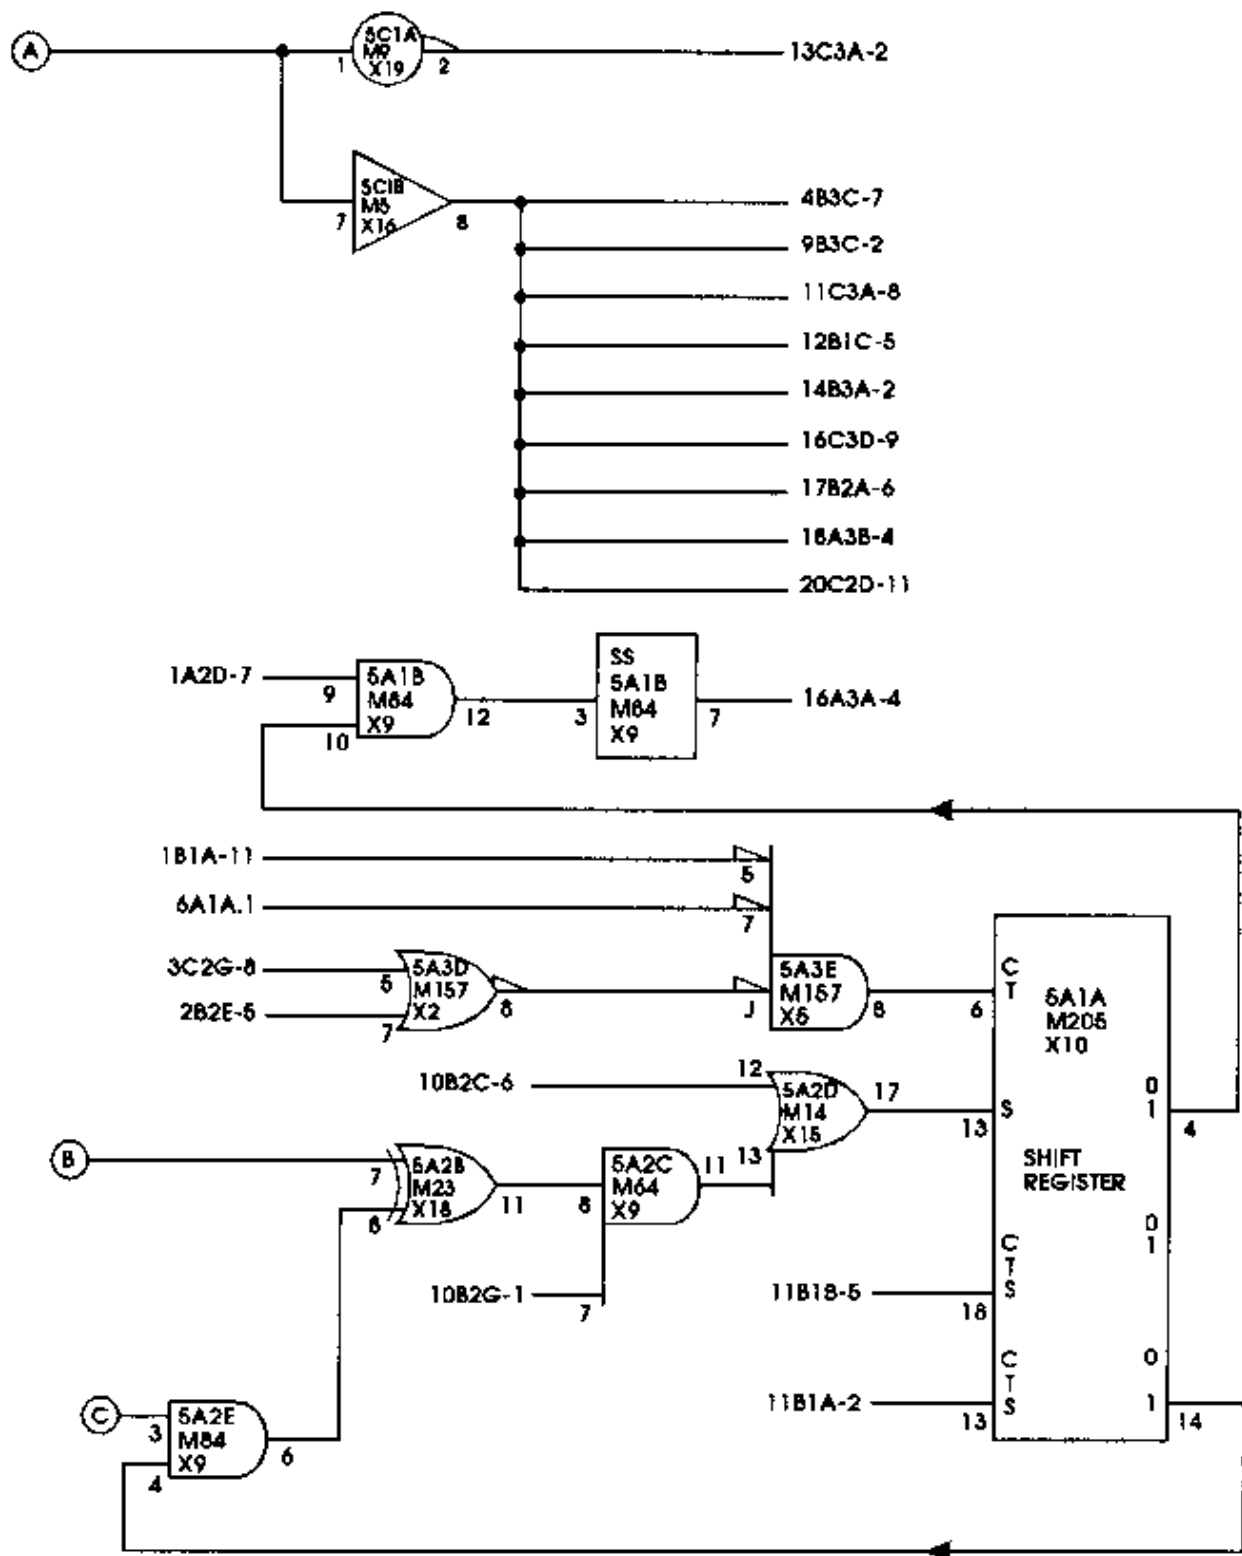 A
5C1A
M9
X19
1
2
13C3A-2
5C1B
M5
X16
7
8
4B3C-7
9B3C-2
11C3A-8
12B1C-5
14B3A-2
16C3D-9
17B2A-6
18A3B-4
20C2D-11
1A2D-7
9
10
5A1B
M84
X9
12
3
SS
5A1B
M84
X9
7
16A3A-4
1B1A-11
5
6A1A.1
7
3C2G-8
5
2B2E-5
7
5A3D
M157
X2
8
J
5A3E
M157
X5
8
6
C
T
5A1A
M205
X10
10B2C-6
12
13
5A2D
M14
X15
17
13
S
0
1
4
B
7
8
5A2B
M23
X18
11
8
5A2C
M64
X9
11
SHIFT
REGISTER
10B2G-1
7
0
1
C
T
S
11B1B-5
18
C
T
S
0
1
11B1A-2
13
14
C
3
4
5A2E
M84
X9
6